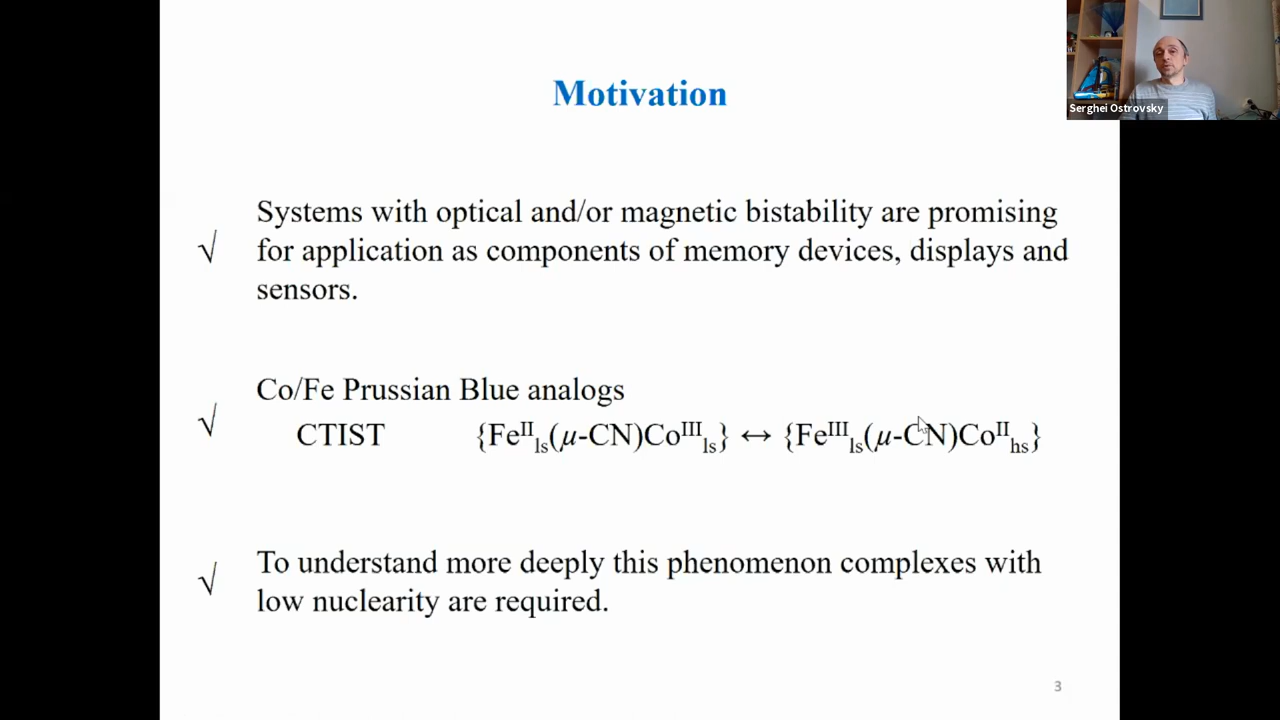 Motivation
Serghei Ostrovsky
√ Systems with optical and/or magnetic bistability are promising
for application as components of memory devices, displays and
sensors.
√ Co/Fe Prussian Blue analogs
CTIST {Feᴵᴵls(μ-CN)Coᴵᴵᴵls} ↔ {Feᴵᴵᴵls(μ-CN)Coᴵᴵhs}
√ To understand more deeply this phenomenon complexes with
low nuclearity are required.
3